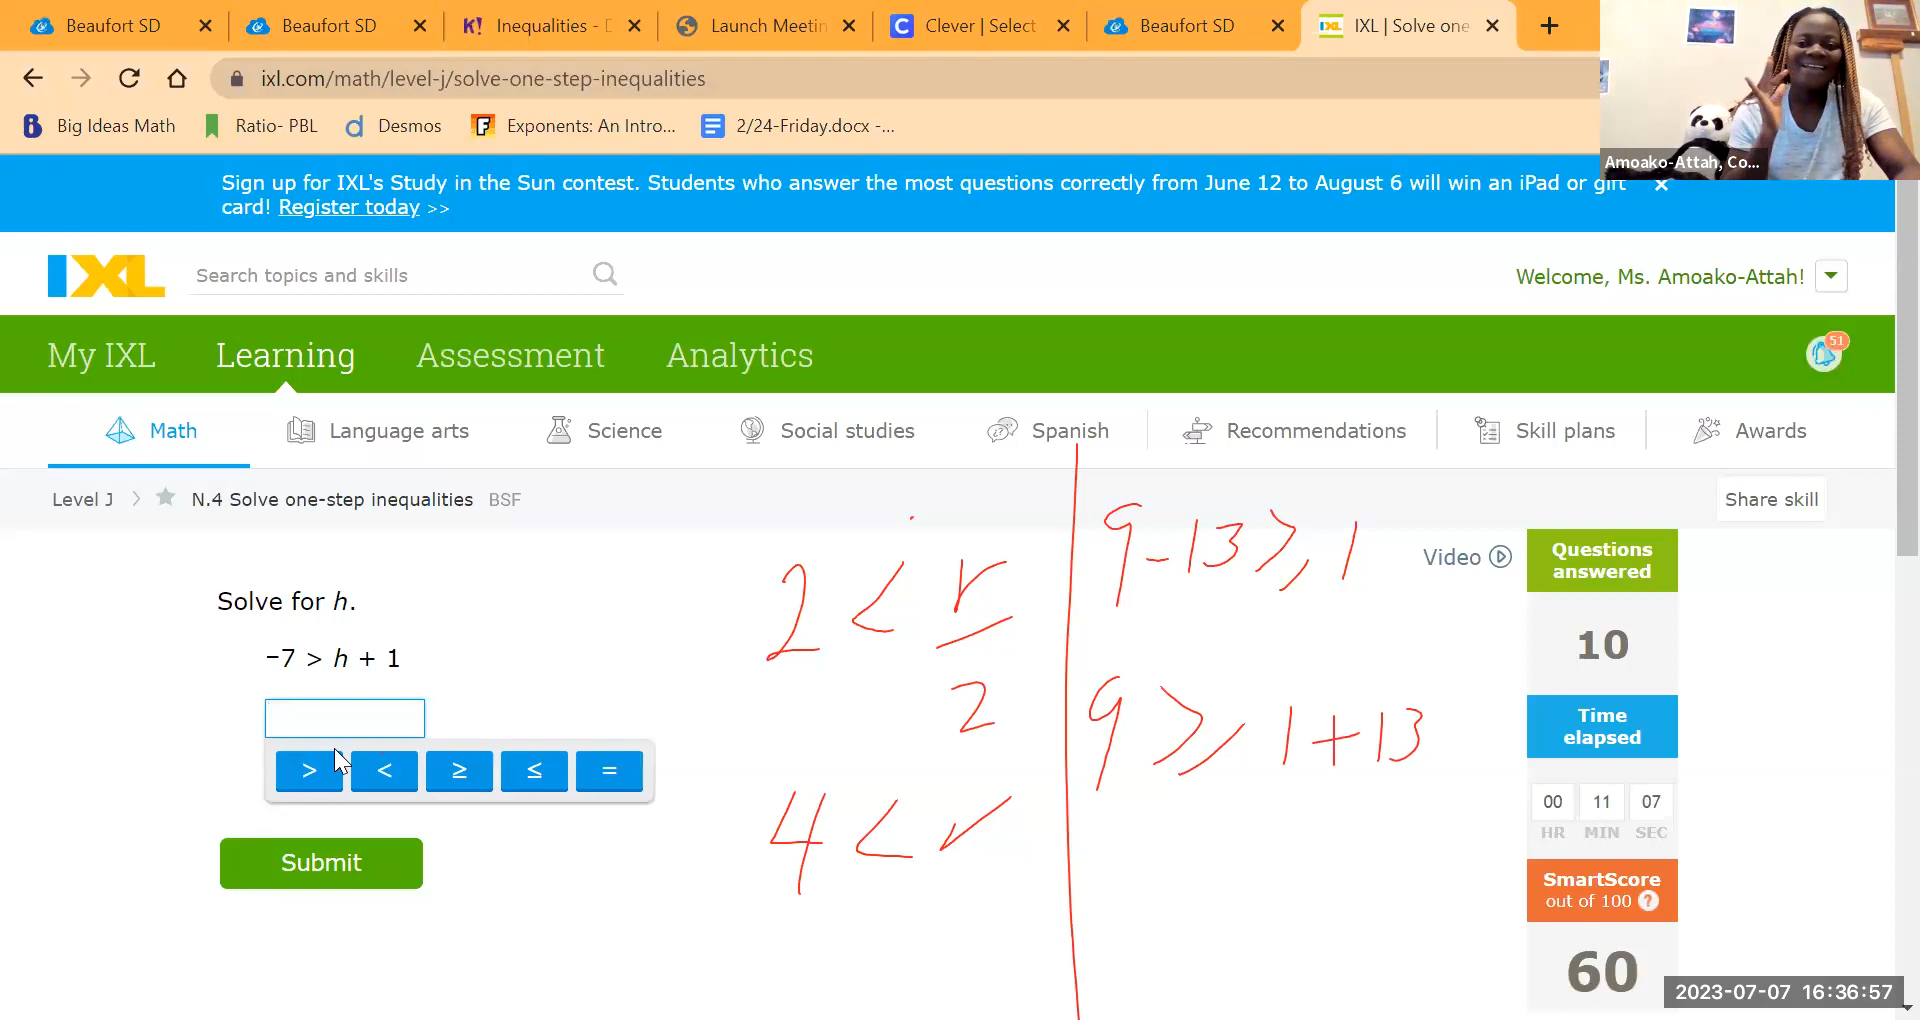 Beaufort SD
Beaufort SD
K! Inequalities - D
Launch Meetin
C Clever | Select
Beaufort SD
IXL IXL | Solve one
ixl.com/math/level-j/solve-one-step-inequalities
Big Ideas Math
Ratio- PBL
d Desmos
F Exponents: An Intro...
2/24-Friday.docx -...
Amoako-Attah, Co...
Sign up for IXL's Study in the Sun contest. Students who answer the most questions correctly from June 12 to August 6 will win an iPad or gift
card! Register today >>
IXL
Search topics and skills
Welcome, Ms. Amoako-Attah!
My IXL
Learning
Assessment
Analytics
51
Math
Language arts
Science
Social studies
Spanish
Recommendations
Skill plans
Awards
Level J > N.4 Solve one-step inequalities BSF
Share skill
Video
Solve for h.
-7 > h + 1
> < ≥ ≤ =
Submit
2 < r
2
4 < r
9 - 13 ≥ 1
9 ≥ 1 + 13
Questions
answered
10
Time
elapsed
00 11 07
HR MIN SEC
SmartScore
out of 100 ?
60
2023-07-07 16:36:57